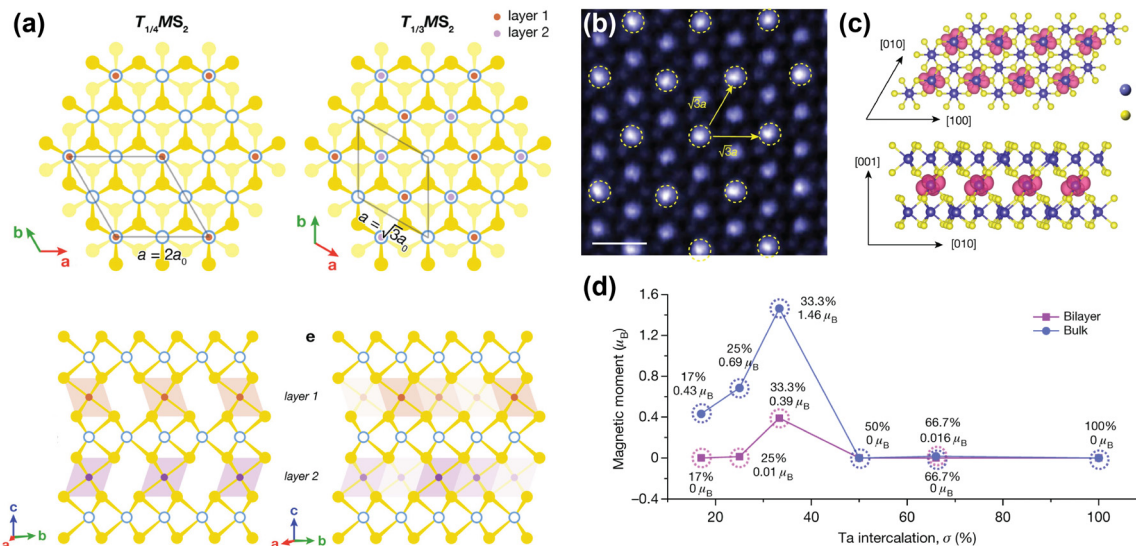 (a)
T1/4MS2
T1/3MS2
layer 1
layer 2
b
a
a = 2a0
b
a
a = √3a0
e
layer 1
layer 2
c
a
b
c
a
b
(b)
√3a
√3a
(c)
[010]
[100]
[001]
[010]
(d)
Magnetic moment (μB)
1.6
1.2
0.8
0.4
0
–0.4
33.3%
1.46 μB
Bilayer
Bulk
25%
0.69 μB
17%
0.43 μB
33.3%
0.39 μB
50%
0 μB
66.7%
0.016 μB
100%
0 μB
17%
0 μB
25%
0.01 μB
66.7%
0 μB
20
40
60
80
100
Ta intercalation, σ (%)